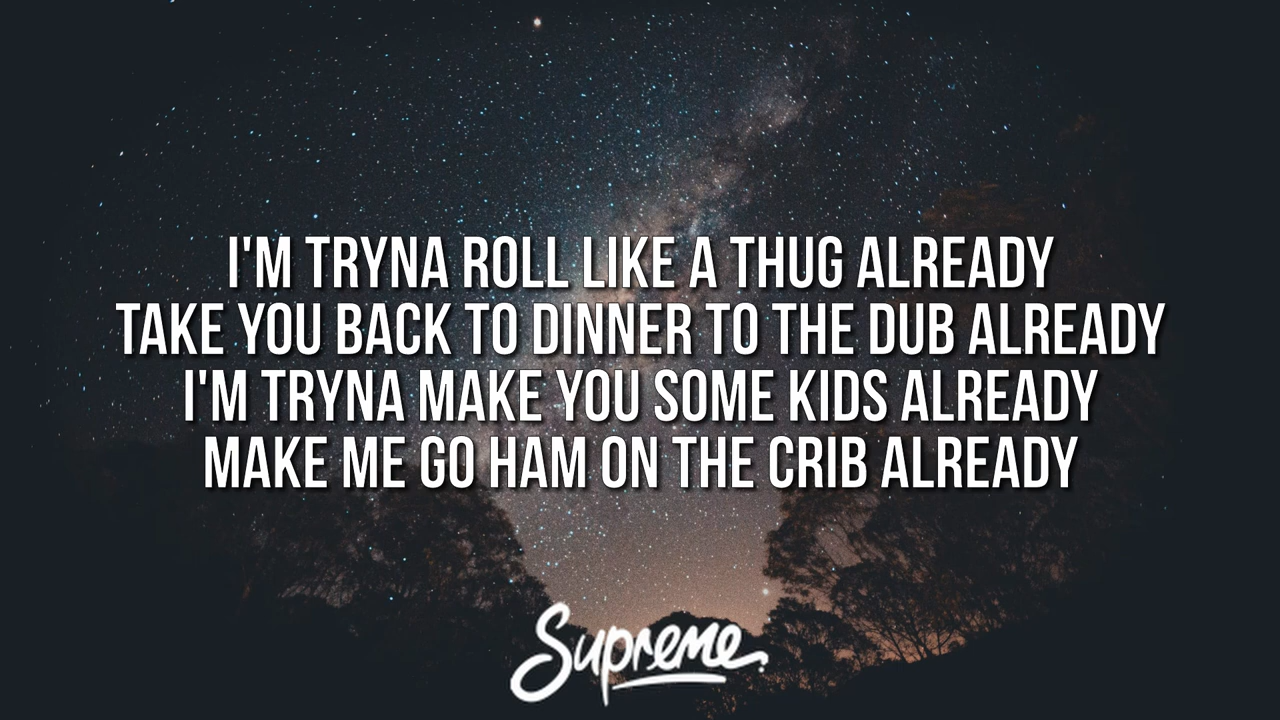 I'M TRYNA ROLL LIKE A THUG ALREADY
TAKE YOU BACK TO DINNER TO THE DUB ALREADY
I'M TRYNA MAKE YOU SOME KIDS ALREADY
MAKE ME GO HAM ON THE CRIB ALREADY
Supreme.